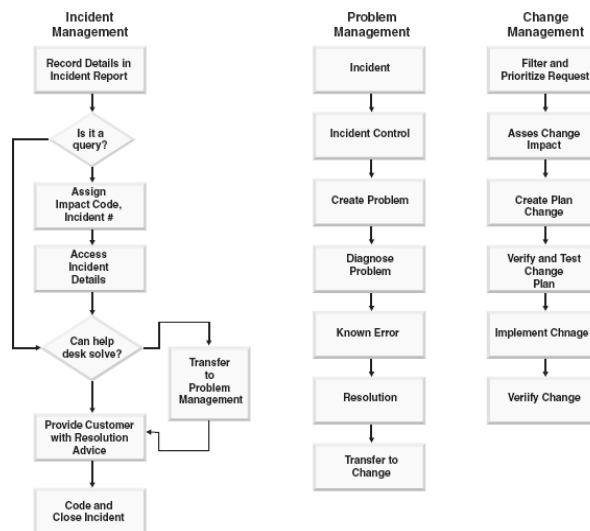 Incident
Management
Record Details in
Incident Report
Is it a
query?
Assign
Impact Code,
Incident #
Access
Incident
Details
Can help
desk solve?
Transfer
to
Problem
Management
Provide Customer
with Resolution
Advice
Code and
Close Incident
Problem
Management
Incident
Incident Control
Create Problem
Diagnose
Problem
Known Error
Resolution
Transfer to
Change
Change
Management
Filter and
Prioritize Request
Asses Change
Impact
Create Plan
Change
Verify and Test
Change
Plan
Implement Chnage
Veriify Change